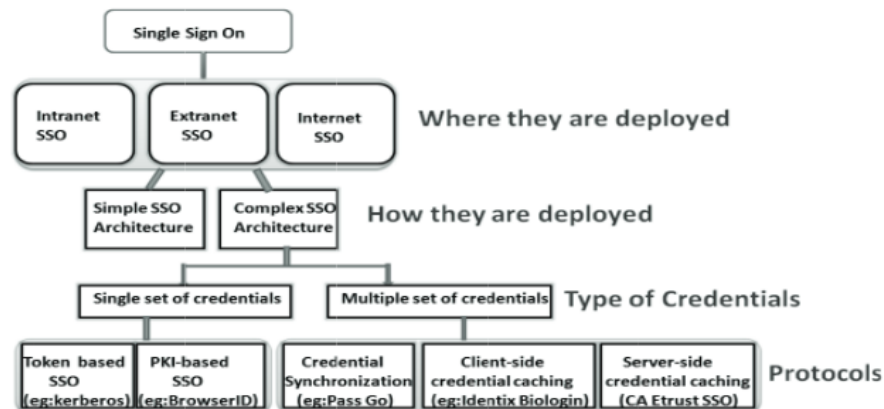 Single Sign On
Intranet
SSO
Extranet
SSO
Internet
SSO
Where they are deployed
Simple SSO
Architecture
Complex SSO
Architecture
How they are deployed
Single set of credentials
Multiple set of credentials
Type of Credentials
Token based
SSO
(eg:kerberos)
PKI-based
SSO
(eg:BrowserID)
Credential
Synchronization
(eg:Pass Go)
Client-side
credential caching
(eg:Identix Biologin)
Server-side
credential caching
(CA Etrust SSO)
Protocols